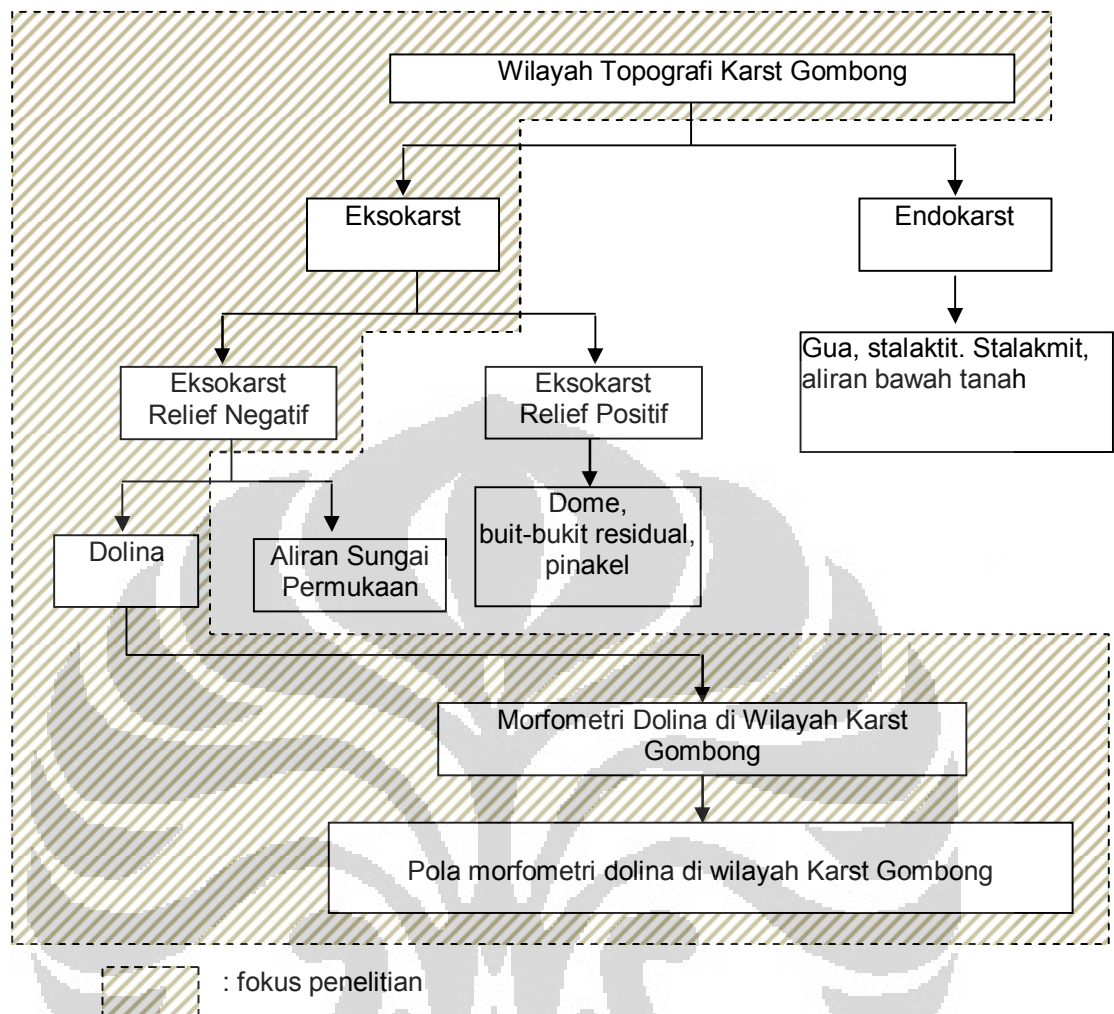 Wilayah Topografi Karst Gombong
Eksokarst
Endokarst
Eksokarst
Relief Negatif
Eksokarst
Relief Positif
Gua, stalaktit. Stalakmit,
aliran bawah tanah
Dolina
Aliran Sungai
Permukaan
Dome,
buit-bukit residual,
pinakel
Morfometri Dolina di Wilayah Karst
Gombong
Pola morfometri dolina di wilayah Karst Gombong
: fokus penelitian